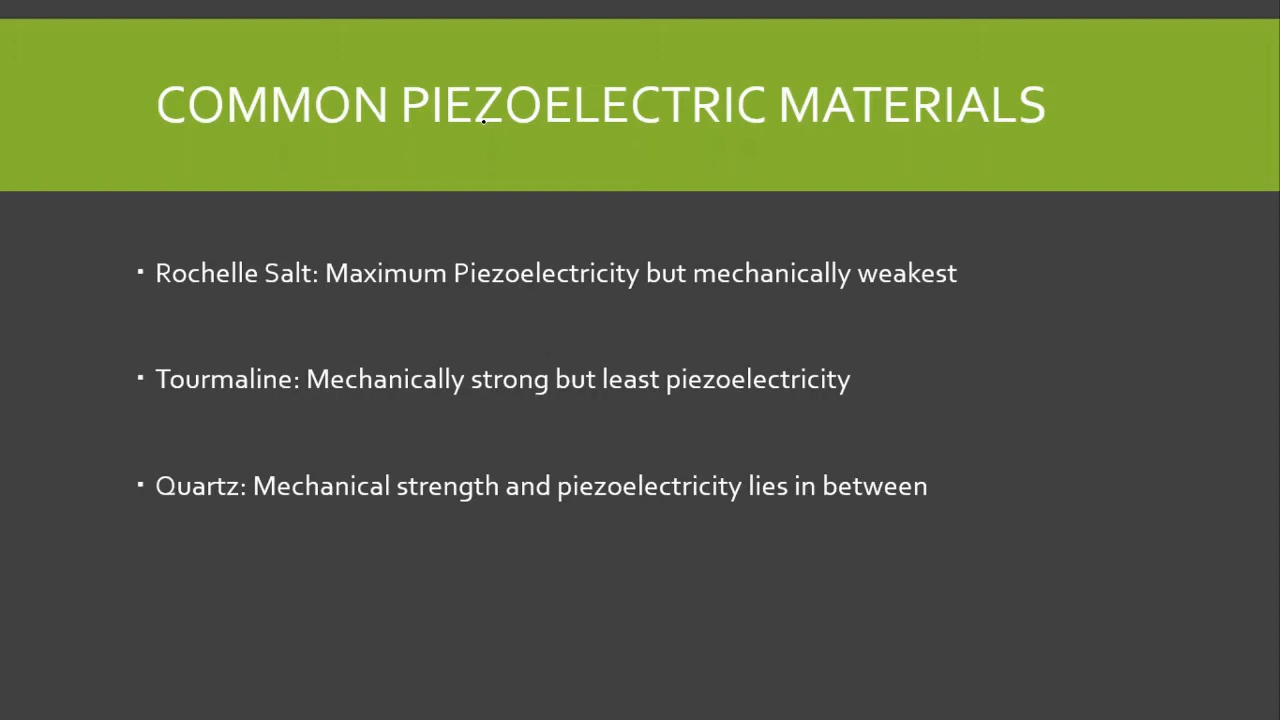 COMMON PIEZOELECTRIC MATERIALS
▪ Rochelle Salt: Maximum Piezoelectricity but mechanically weakest
▪ Tourmaline: Mechanically strong but least piezoelectricity
▪ Quartz: Mechanical strength and piezoelectricity lies in between